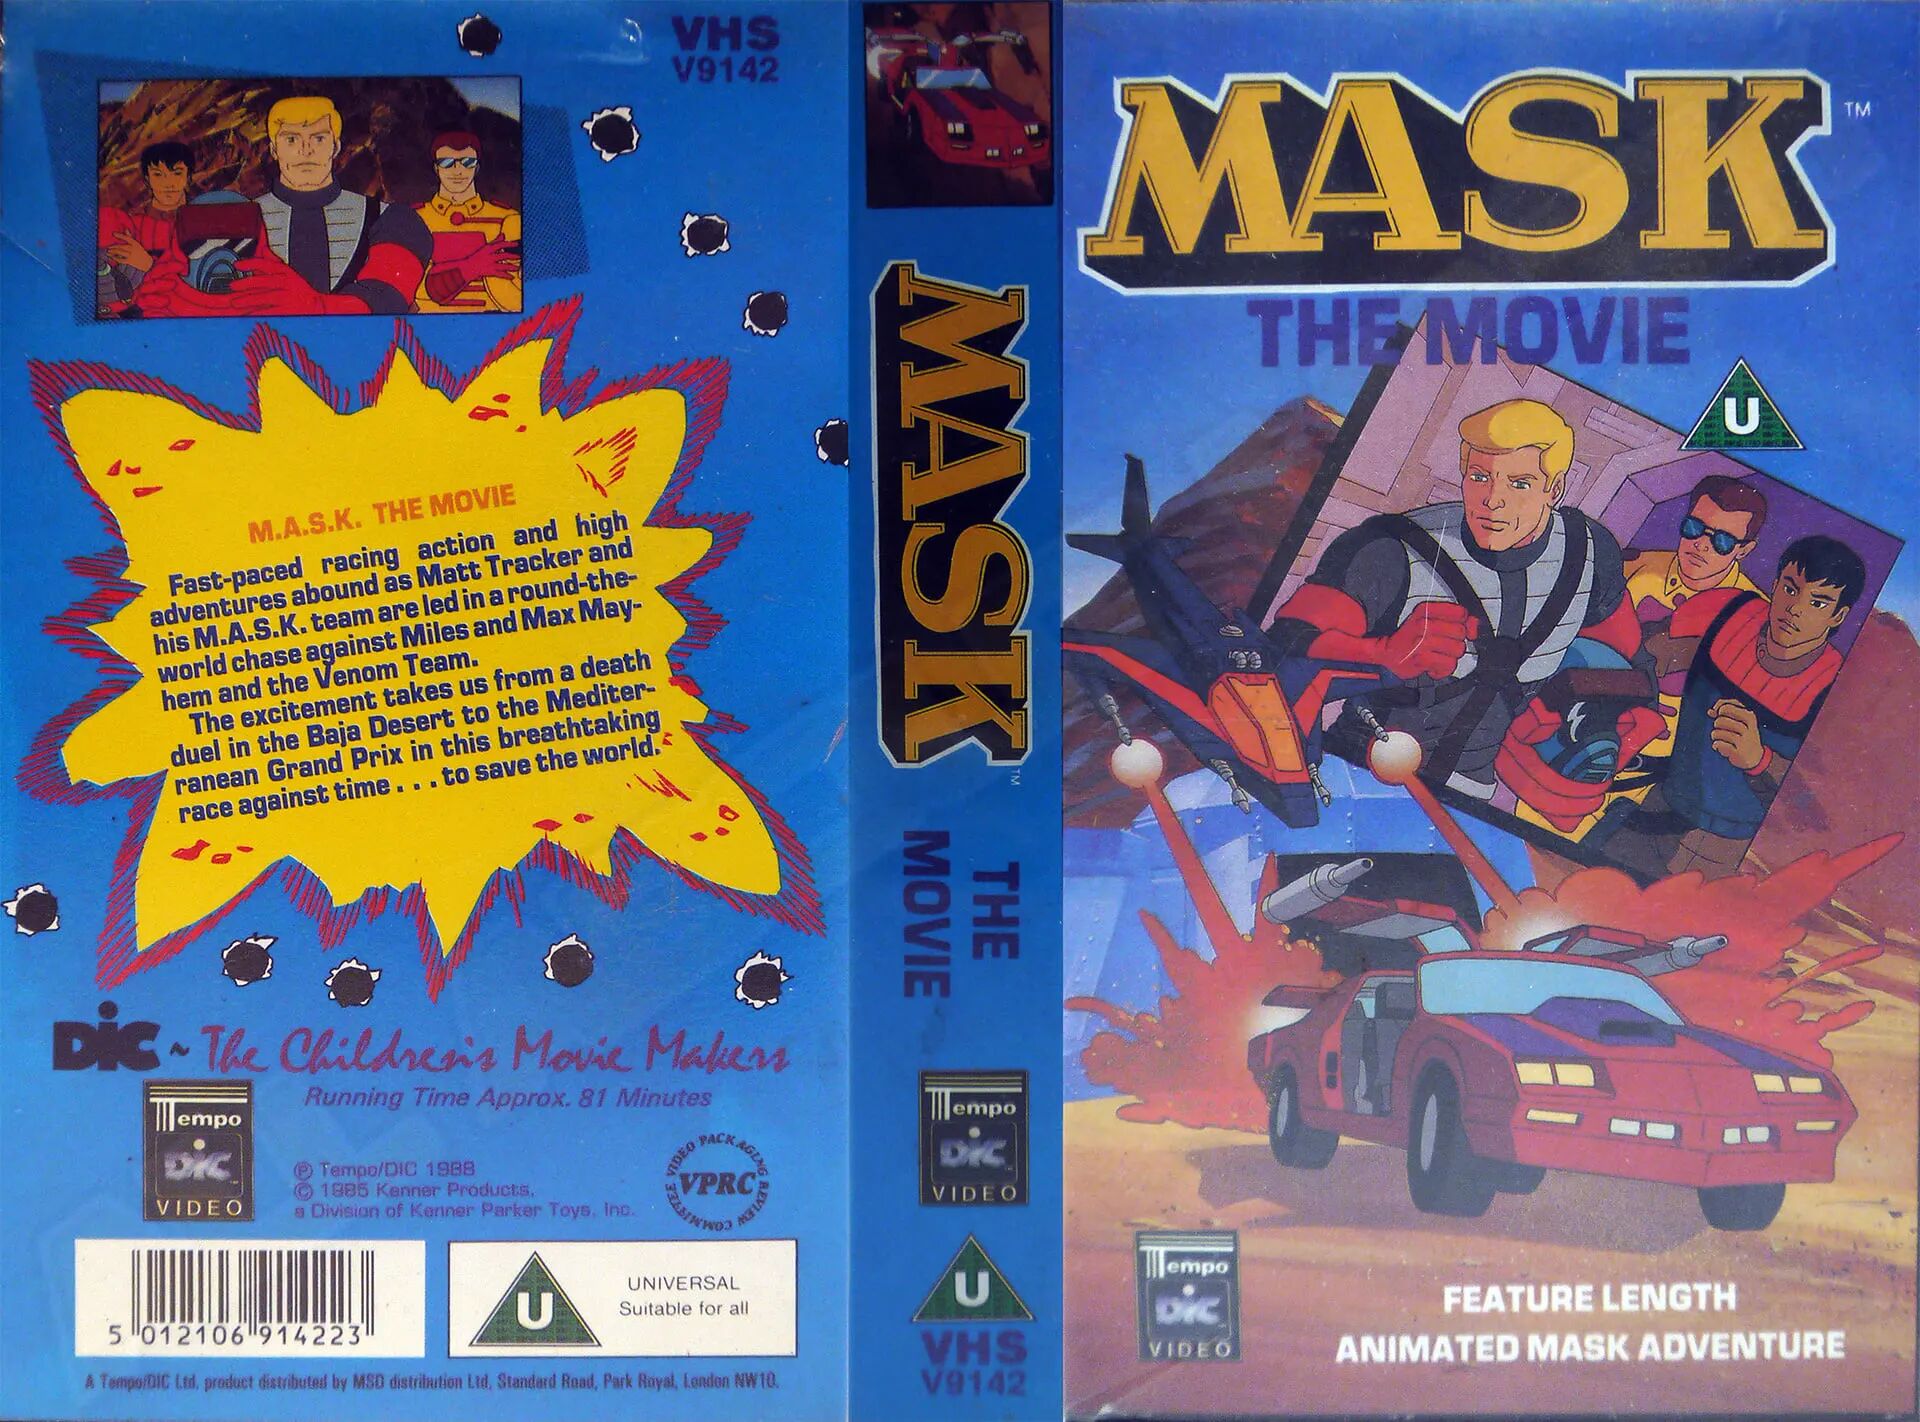 VHS
V9142
M.A.S.K. THE MOVIE
Fast-paced racing action and high
adventures abound as Matt Tracker and
his M.A.S.K. team are led in a round-the-
world chase against Miles and Max May-
hem and the Venom Team.
The excitement takes us from a death
duel in the Baja Desert to the Mediter-
ranean Grand Prix in this breathtaking
race against time . . . to save the world.
DiC ~ The Children's Movie Makers
Running Time Approx. 81 Minutes
Tempo
DiC
VIDEO
Ⓟ Tempo/DIC 1988
© 1985 Kenner Products,
a Division of Kenner Parker Toys, Inc.
VIDEO PACKAGING REVIEW COMMITTEE
VPRC
5 012106 914223
U
UNIVERSAL
Suitable for all
A Tempo/DIC Ltd, product distributed by MSD distribution Ltd, Standard Road, Park Royal, London NW10.
MASK™
THE
MOVIE
Tempo
DiC
VIDEO
U
VHS
V9142
MASK™
THE MOVIE
U
Tempo
DiC
VIDEO
FEATURE LENGTH
ANIMATED MASK ADVENTURE